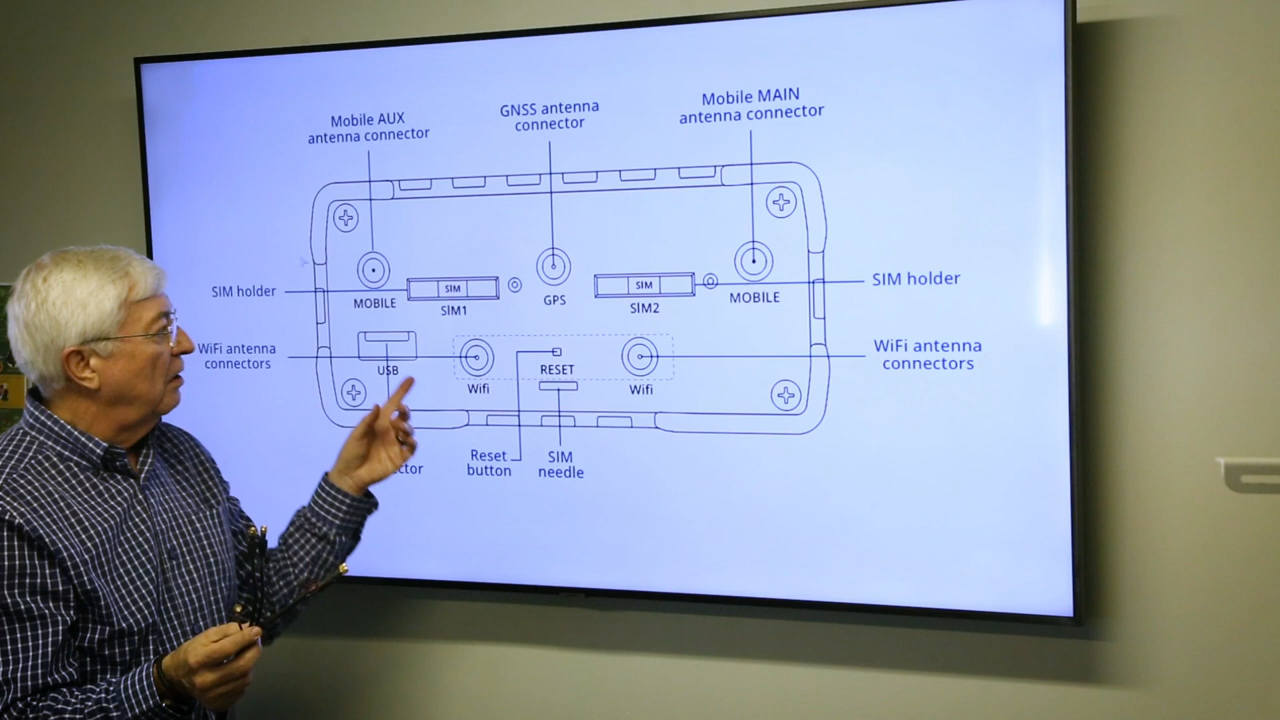 Mobile AUX
antenna connector
GNSS antenna
connector
Mobile MAIN
antenna connector
SIM holder
MOBILE
SIM
SIM1
GPS
SIM
SIM2
MOBILE
SIM holder
WiFi antenna
connectors
USB
Wifi
RESET
Wifi
WiFi antenna
connectors
ctor
Reset
button
SIM
needle